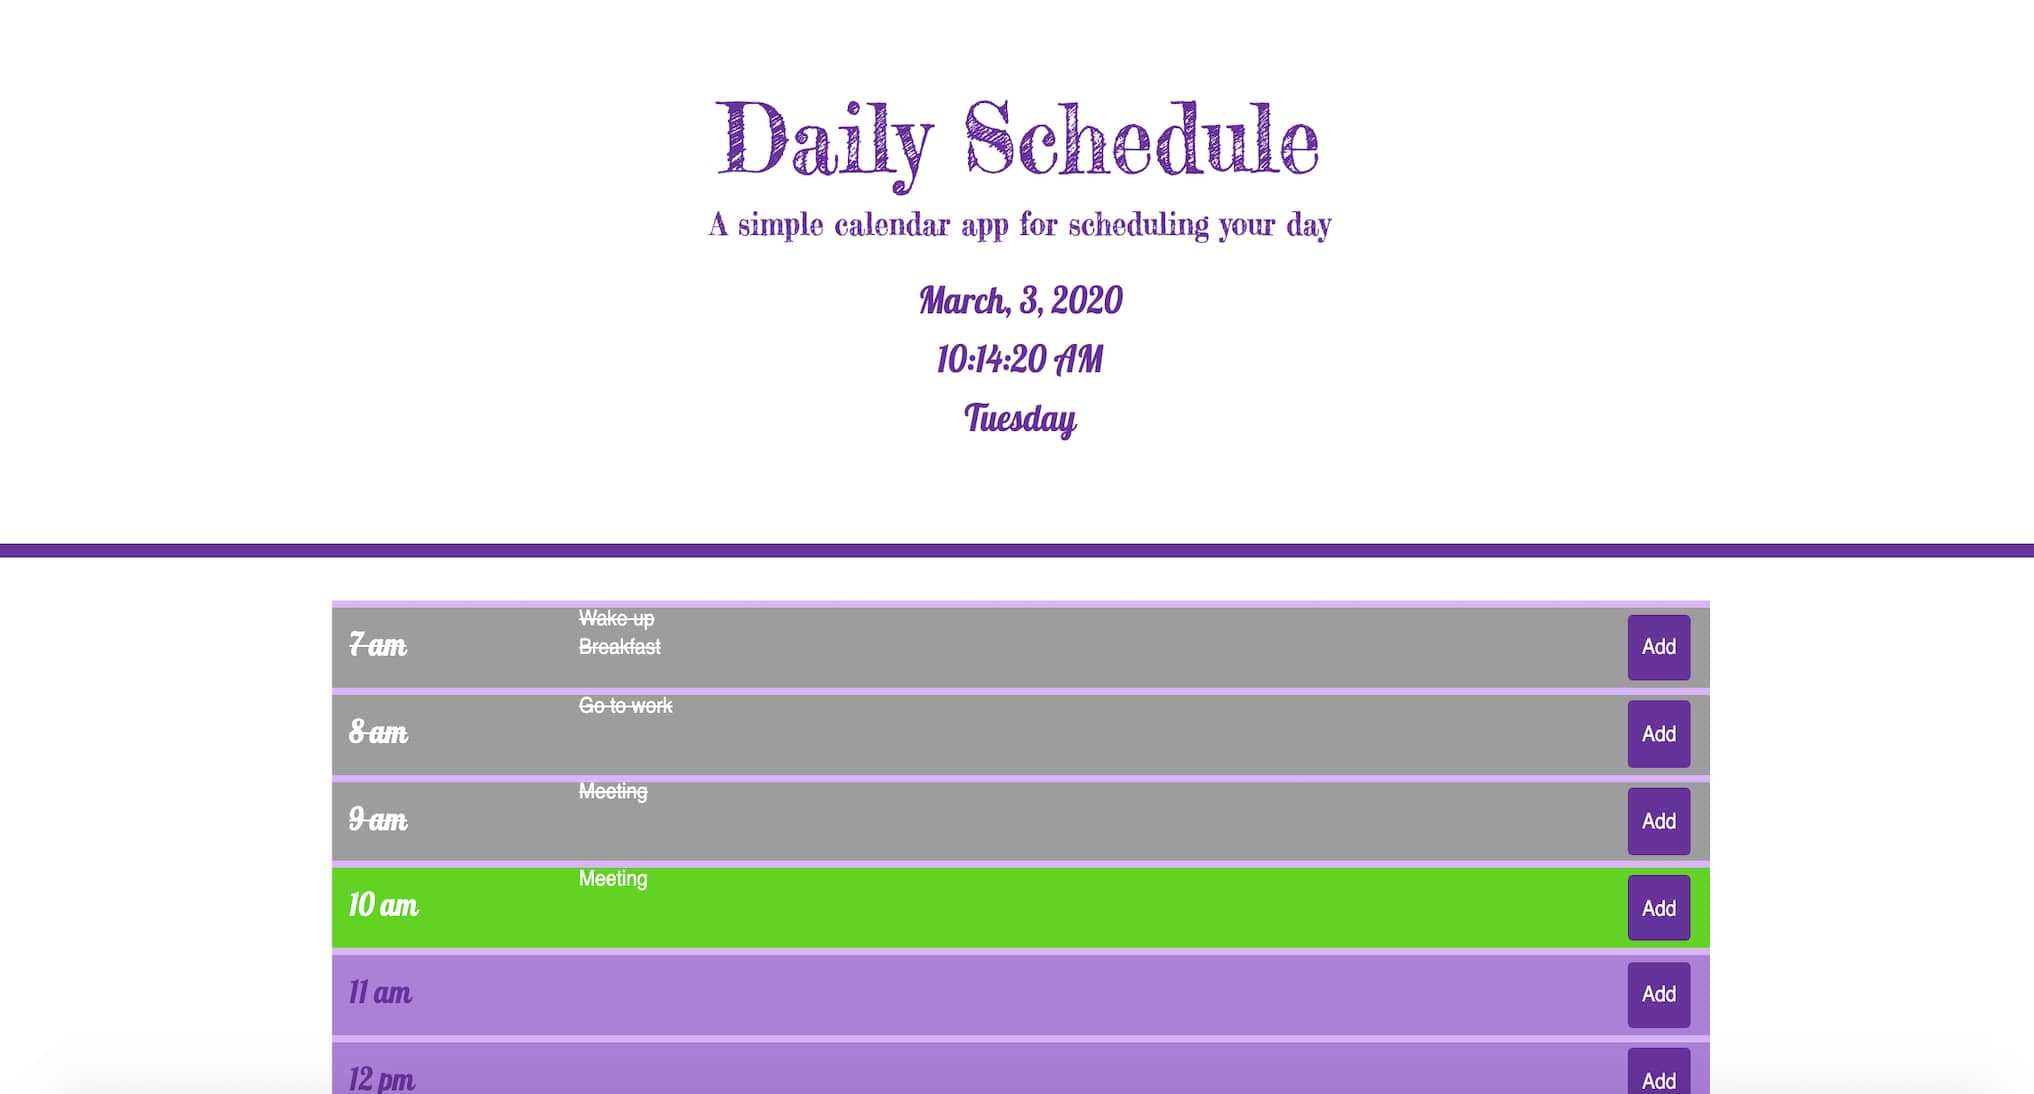 Daily Schedule
A simple calendar app for scheduling your day
March, 3, 2020
10:14:20 AM
Tuesday
7 am
Wake up
Breakfast
Add
8 am
Go to work
Add
9 am
Meeting
Add
10 am
Meeting
Add
11 am
Add
12 pm
Add